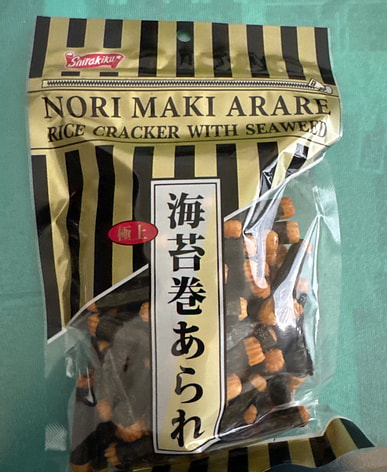 Shirakiku
NORI MAKI ARARE
RICE CRACKER WITH SEAWEED
極上
海苔巻あられ